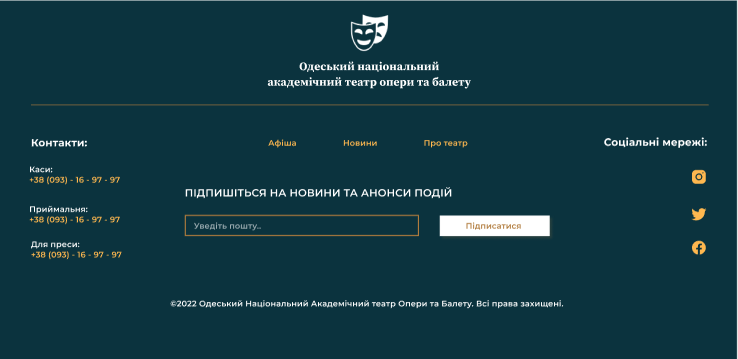 Одеський національний
академічний театр опери та балету
Контакти:
Афіша
Новини
Про театр
Соціальні мережі:
Каси:
+38 (093) - 16 - 97 - 97
Приймальня:
+38 (093) - 16 - 97 - 97
Для преси:
+38 (093) - 16 - 97 - 97
ПІДПИШІТЬСЯ НА НОВИНИ ТА АНОНСИ ПОДІЙ
Уведіть пошту..
Підписатися
©2022 Одеський Національний Академічний театр Опери та Балету. Всі права захищені.